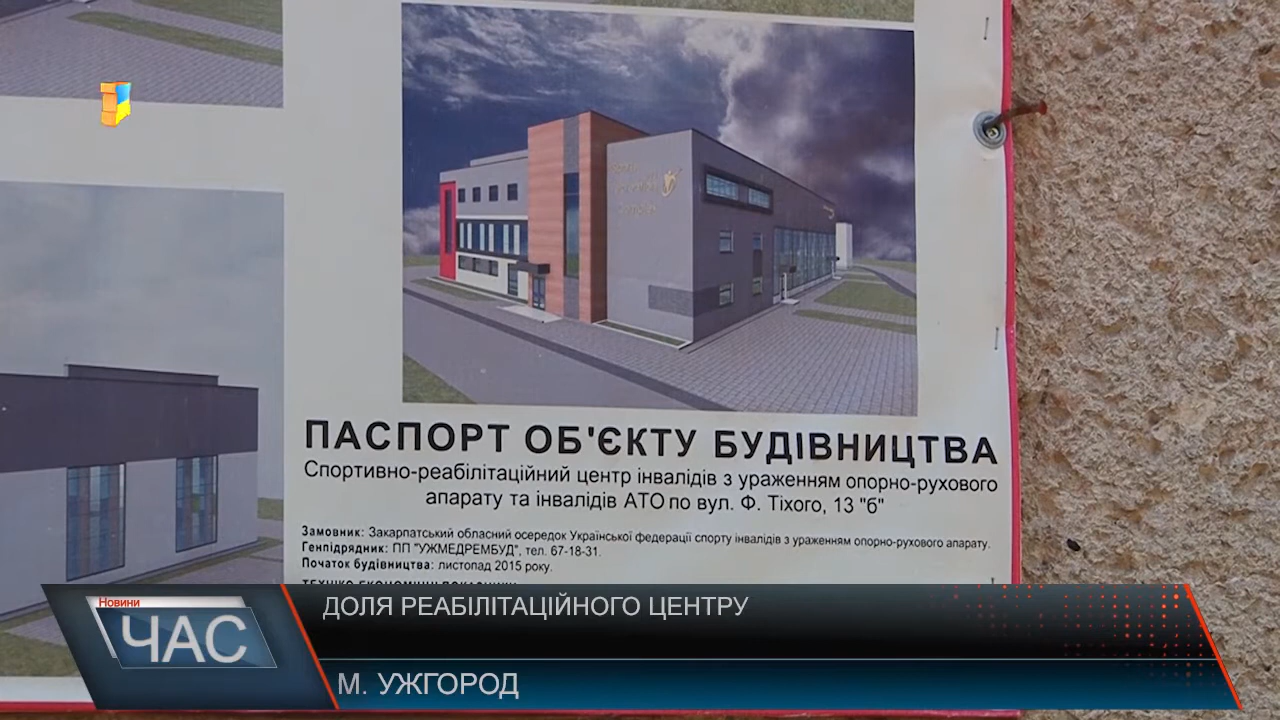 ПАСПОРТ ОБ'ЄКТУ БУДІВНИЦТВА
Спортивно-реабілітаційний центр інвалідів з ураженням опорно-рухового
апарату та інвалідів АТО по вул. Ф. Тіхого, 13 "б"
Замовник: Закарпатський обласний осередок Української федерації спорту інвалідів з ураженням опорно-рухового апарату.
Генпідрядник: ПП "УЖМЕДРЕМБУД", тел. 67-18-31.
Початок будівництва: листопад 2015 року.
Новини
ЧАС
ДОЛЯ РЕАБІЛІТАЦІЙНОГО ЦЕНТРУ
М. УЖГОРОД